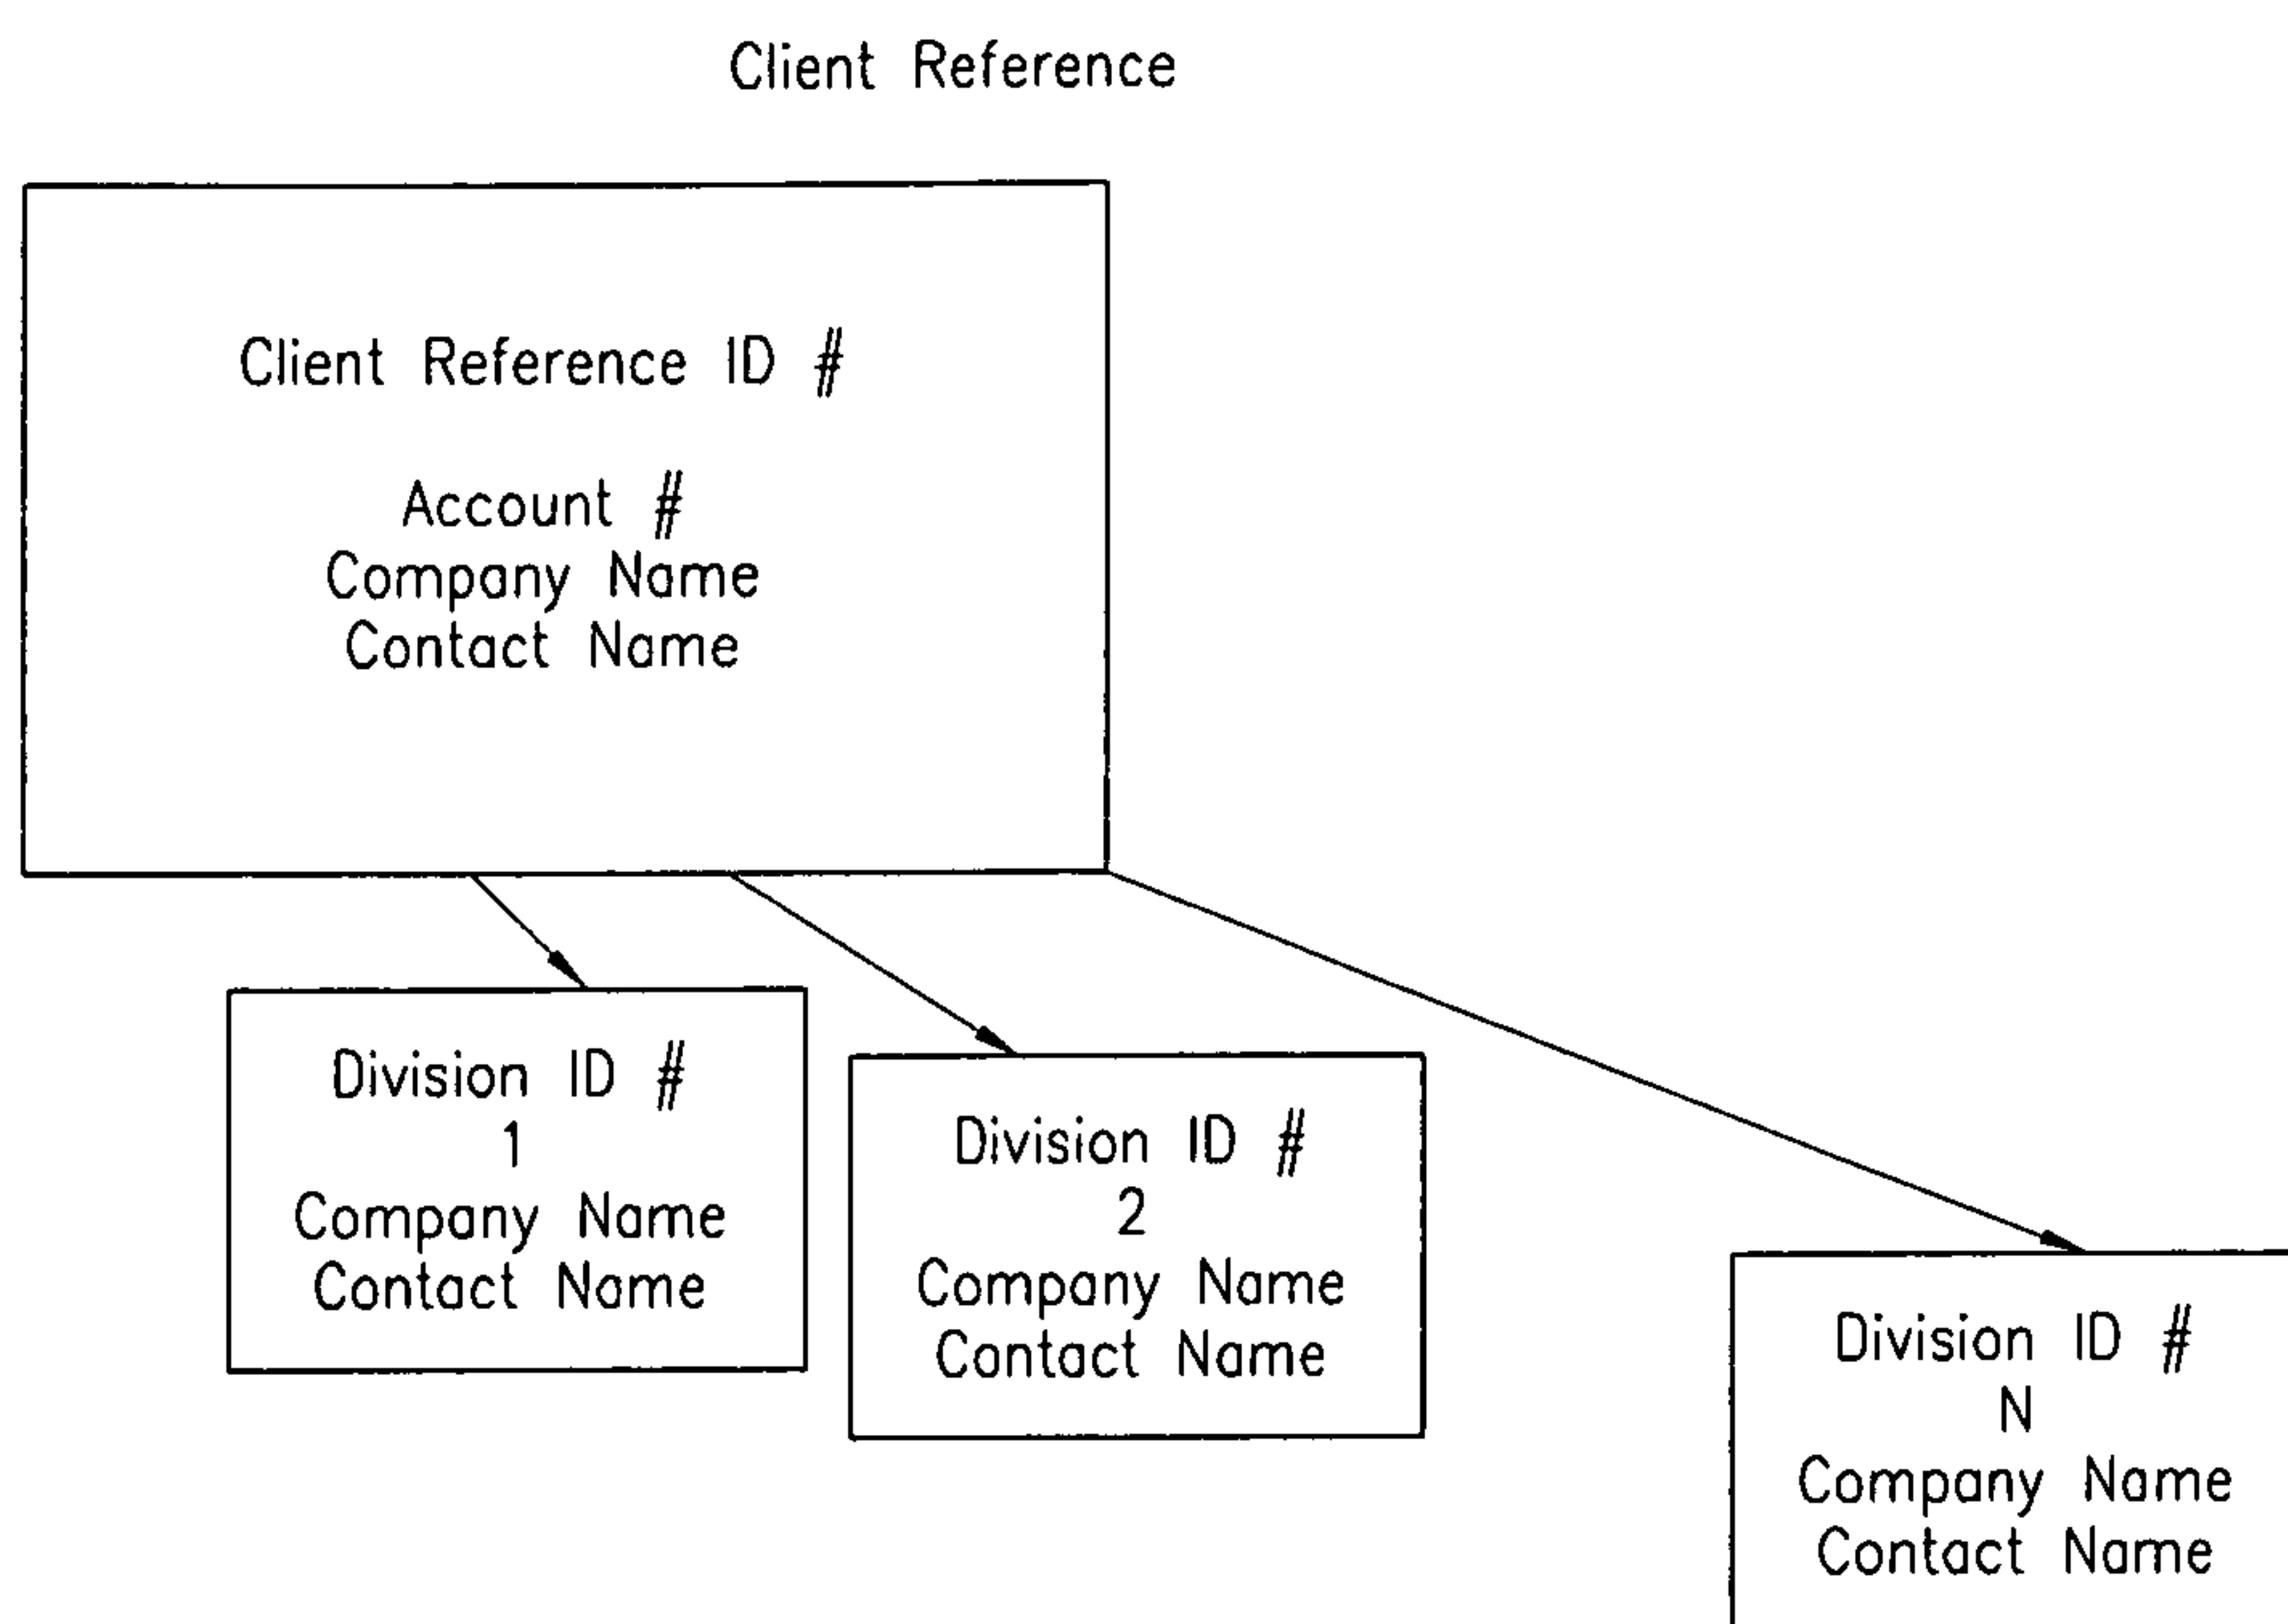 Client Reference
Client Reference ID #
Account #
Company Name
Contact Name
Division ID #
1
Company Name
Contact Name
Division ID #
2
Company Name
Contact Name
Division ID #
N
Company Name
Contact Name